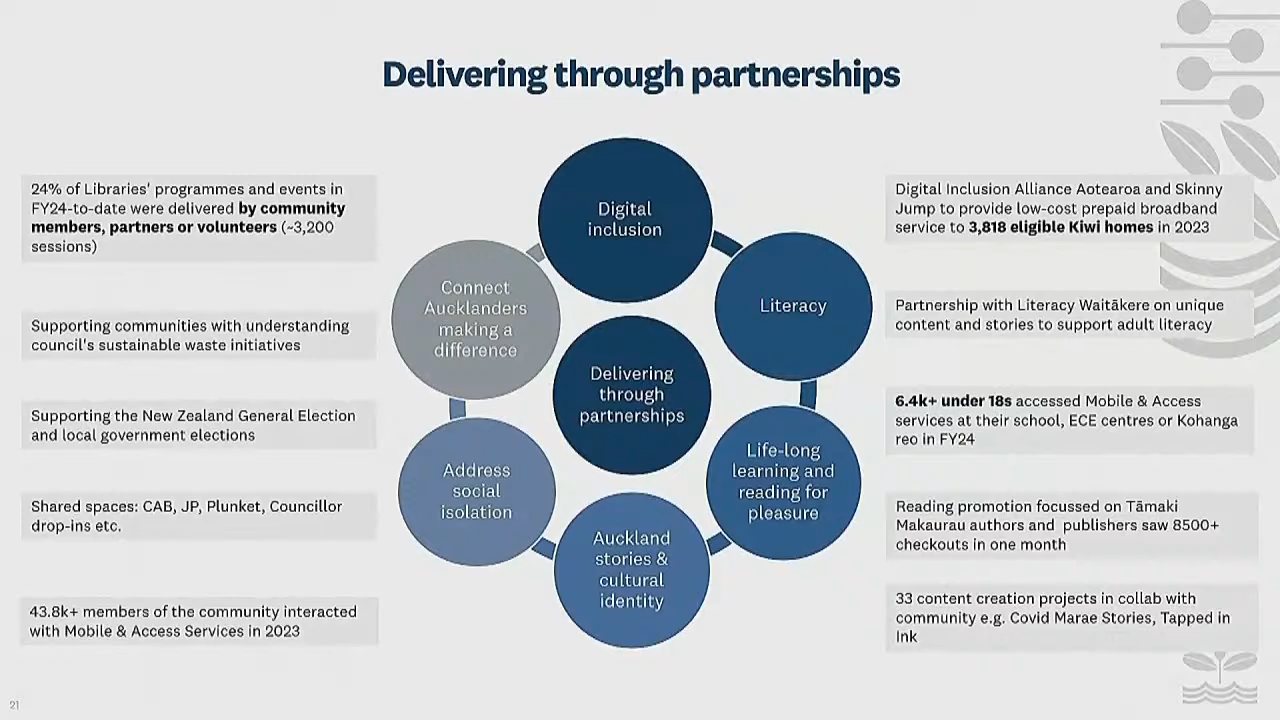 Delivering through partnerships
24% of Libraries' programmes and events in
FY24-to-date were delivered by community
members, partners or volunteers (~3,200
sessions)
Supporting communities with understanding
council's sustainable waste initiatives
Supporting the New Zealand General Election
and local government elections
Shared spaces: CAB, JP, Plunket, Councillor
drop-ins etc.
43.8k+ members of the community interacted
with Mobile & Access Services in 2023
Digital
inclusion
Literacy
Life-long
learning and
reading for
pleasure
Auckland
stories &
cultural
identity
Address
social
isolation
Connect
Aucklanders
making a
difference
Delivering
through
partnerships
Digital Inclusion Alliance Aotearoa and Skinny
Jump to provide low-cost prepaid broadband
service to 3,818 eligible Kiwi homes in 2023
Partnership with Literacy Waitākere on unique
content and stories to support adult literacy
6.4k+ under 18s accessed Mobile & Access
services at their school, ECE centres or Kohanga
reo in FY24
Reading promotion focussed on Tāmaki
Makaurau authors and publishers saw 8500+
checkouts in one month
33 content creation projects in collab with
community e.g. Covid Marae Stories, Tapped in
Ink
21